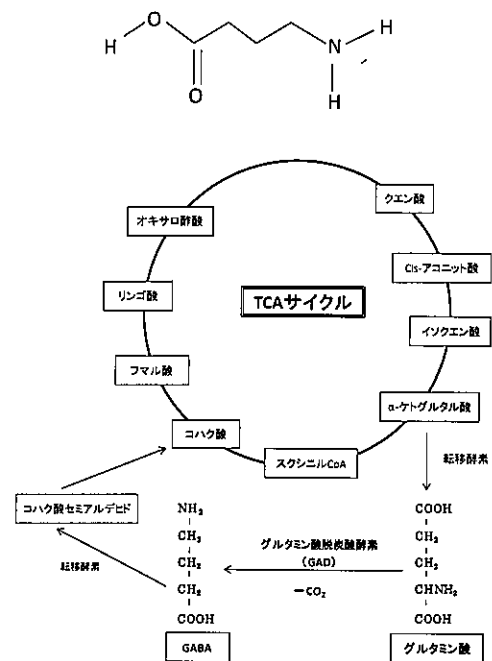 H
O
O
N
H
H
クエン酸
オキサロ酢酸
Cis-アコニット酸
リンゴ酸
TCAサイクル
イソクエン酸
フマル酸
α-ケトグルタル酸
コハク酸
スクシニルCoA
転移酵素
コハク酸セミアルデヒド
転移酵素
NH₂
CH₂
CH₂
CH₂
COOH
GABA
グルタミン酸脱炭酸酵素
(GAD)
ーCO₂
COOH
CH₂
CH₂
CHNH₂
COOH
グルタミン酸